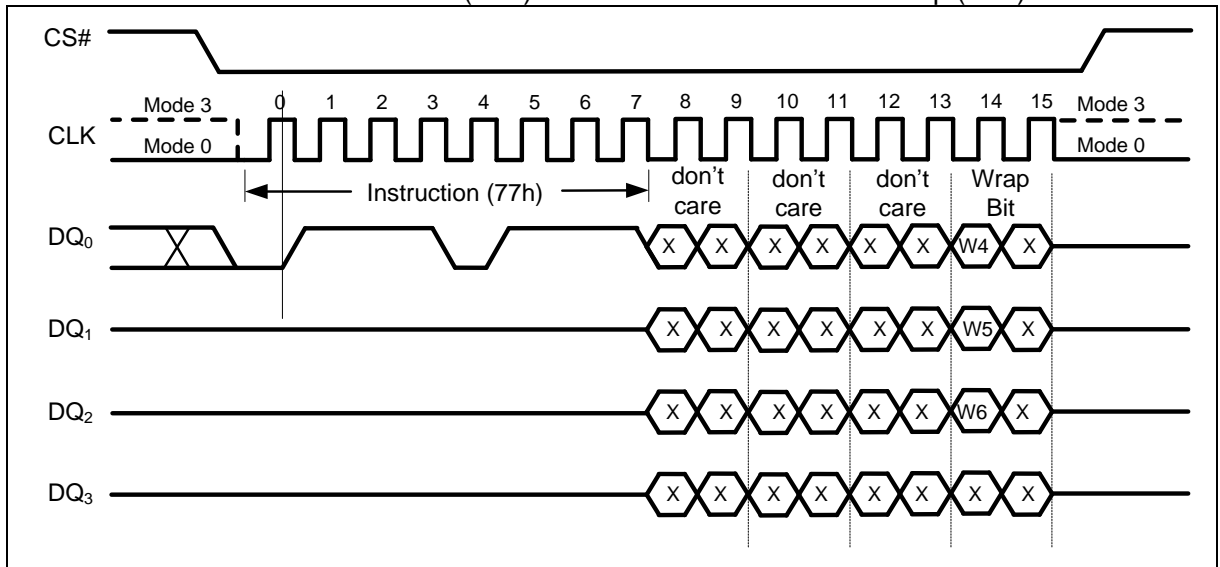 CS#
Mode 3 0 1 2 3 4 5 6 7 8 9 10 11 12 13 14 15 Mode 3
CLK
Mode 0 Mode 0
Instruction (77h) don't don't don't Wrap
care care care Bit
DQ₀ X X X X X X W4 X
DQ₁ X X X X X X W5 X
DQ₂ X X X X X X W6 X
DQ₃ X X X X X X X X